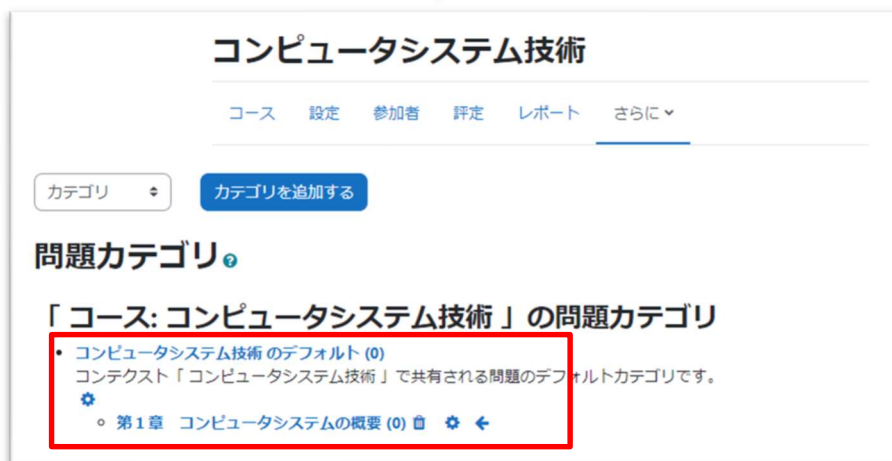 コンピュータシステム技術
コース 設定 参加者 評定 レポート さらに
カテゴリ カテゴリを追加する
問題カテゴリ
「 コース: コンピュータシステム技術 」の問題カテゴリ
コンピュータシステム技術 のデフォルト (0)
コンテクスト「 コンピュータシステム技術 」で共有される問題のデフォルトカテゴリです。
第1章 コンピュータシステムの概要 (0)